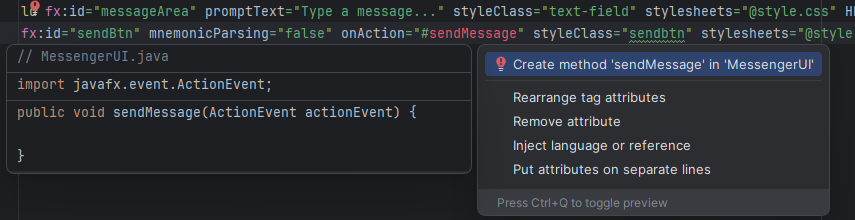 fx:id="messageArea" promptText="Type a message..." styleClass="text-field" stylesheets="@style.css"
fx:id="sendBtn" mnemonicParsing="false" onAction="#sendMessage" styleClass="sendbtn" stylesheets="@style
// MessengerUI.java
import javafx.event.ActionEvent;
public void sendMessage(ActionEvent actionEvent) {
}
Create method 'sendMessage' in 'MessengerUI'
Rearrange tag attributes
Remove attribute
Inject language or reference
Put attributes on separate lines
Press Ctrl+Q to toggle preview